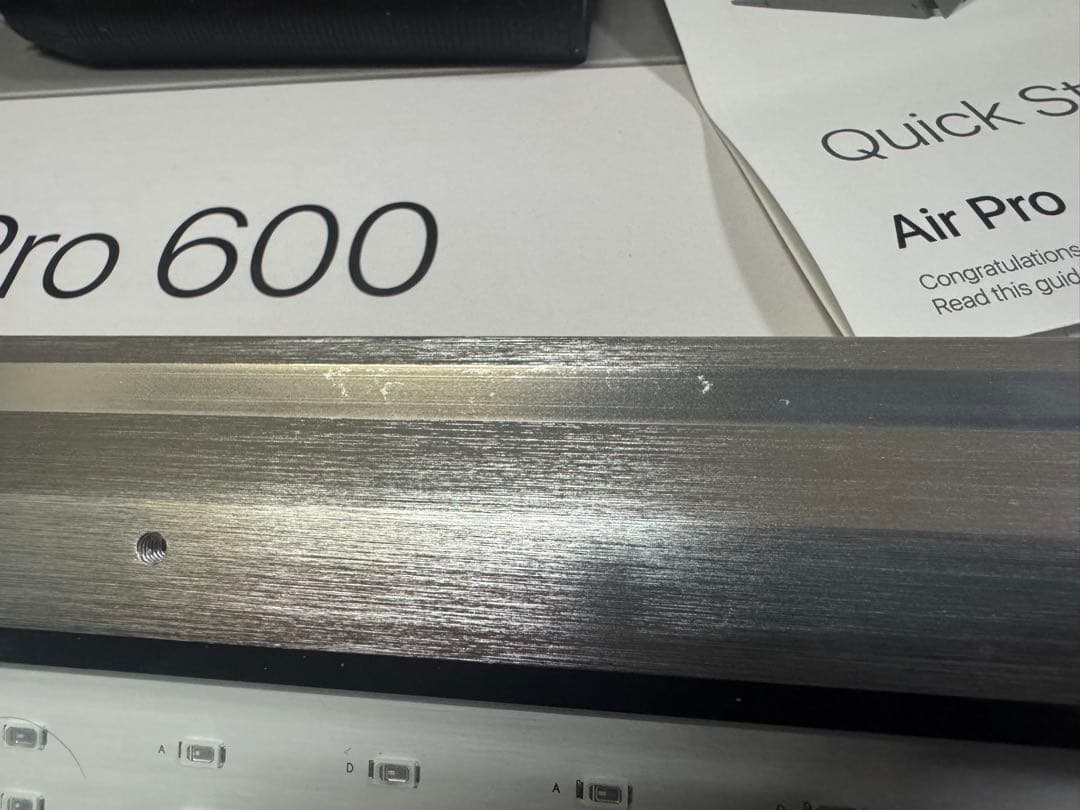 Pro 600
Quick St
Air Pro
Congratulations
Read this guid
A
D
A